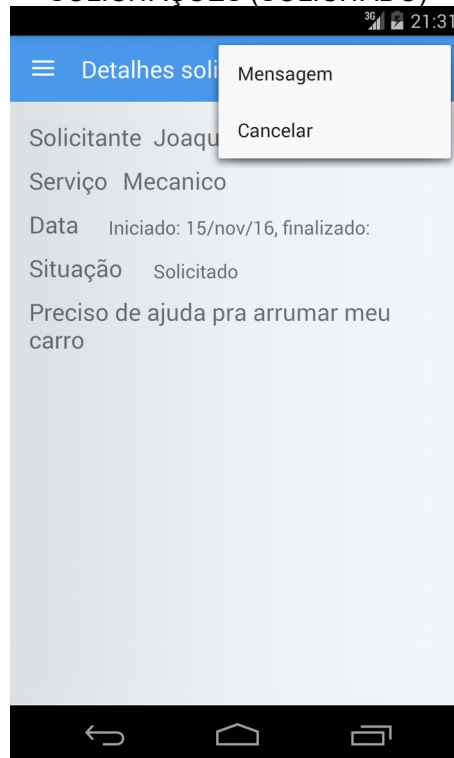 3G 21:31
Detalhes soli
Mensagem
Cancelar
Solicitante Joaqu
Serviço Mecanico
Data Iniciado: 15/nov/16, finalizado:
Situação Solicitado
Preciso de ajuda pra arrumar meu
carro